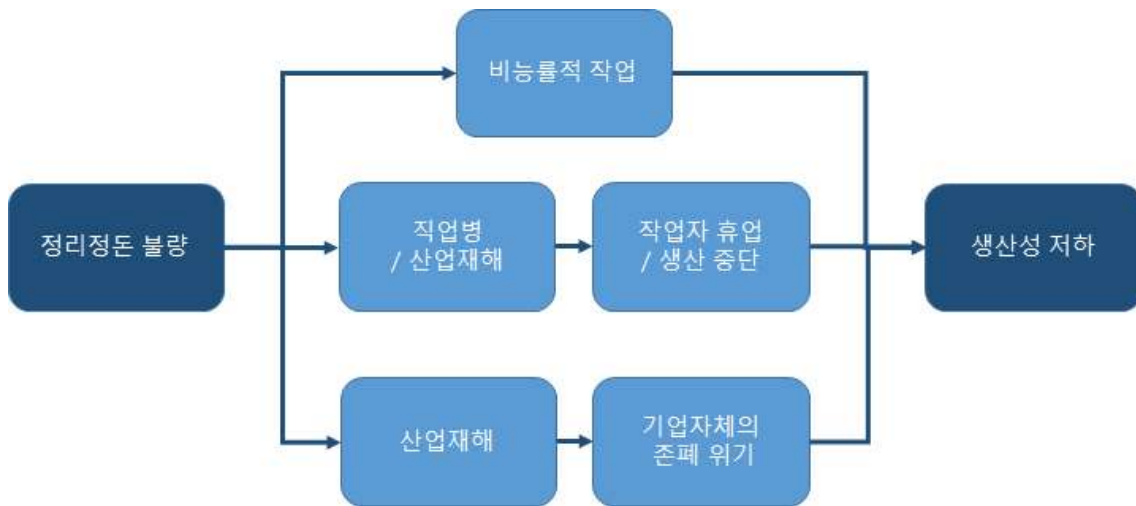 비능률적 작업
정리정돈 불량
직업병
/ 산업재해
작업자 휴업
/ 생산 중단
생산성 저하
산업재해
기업자체의
존폐 위기